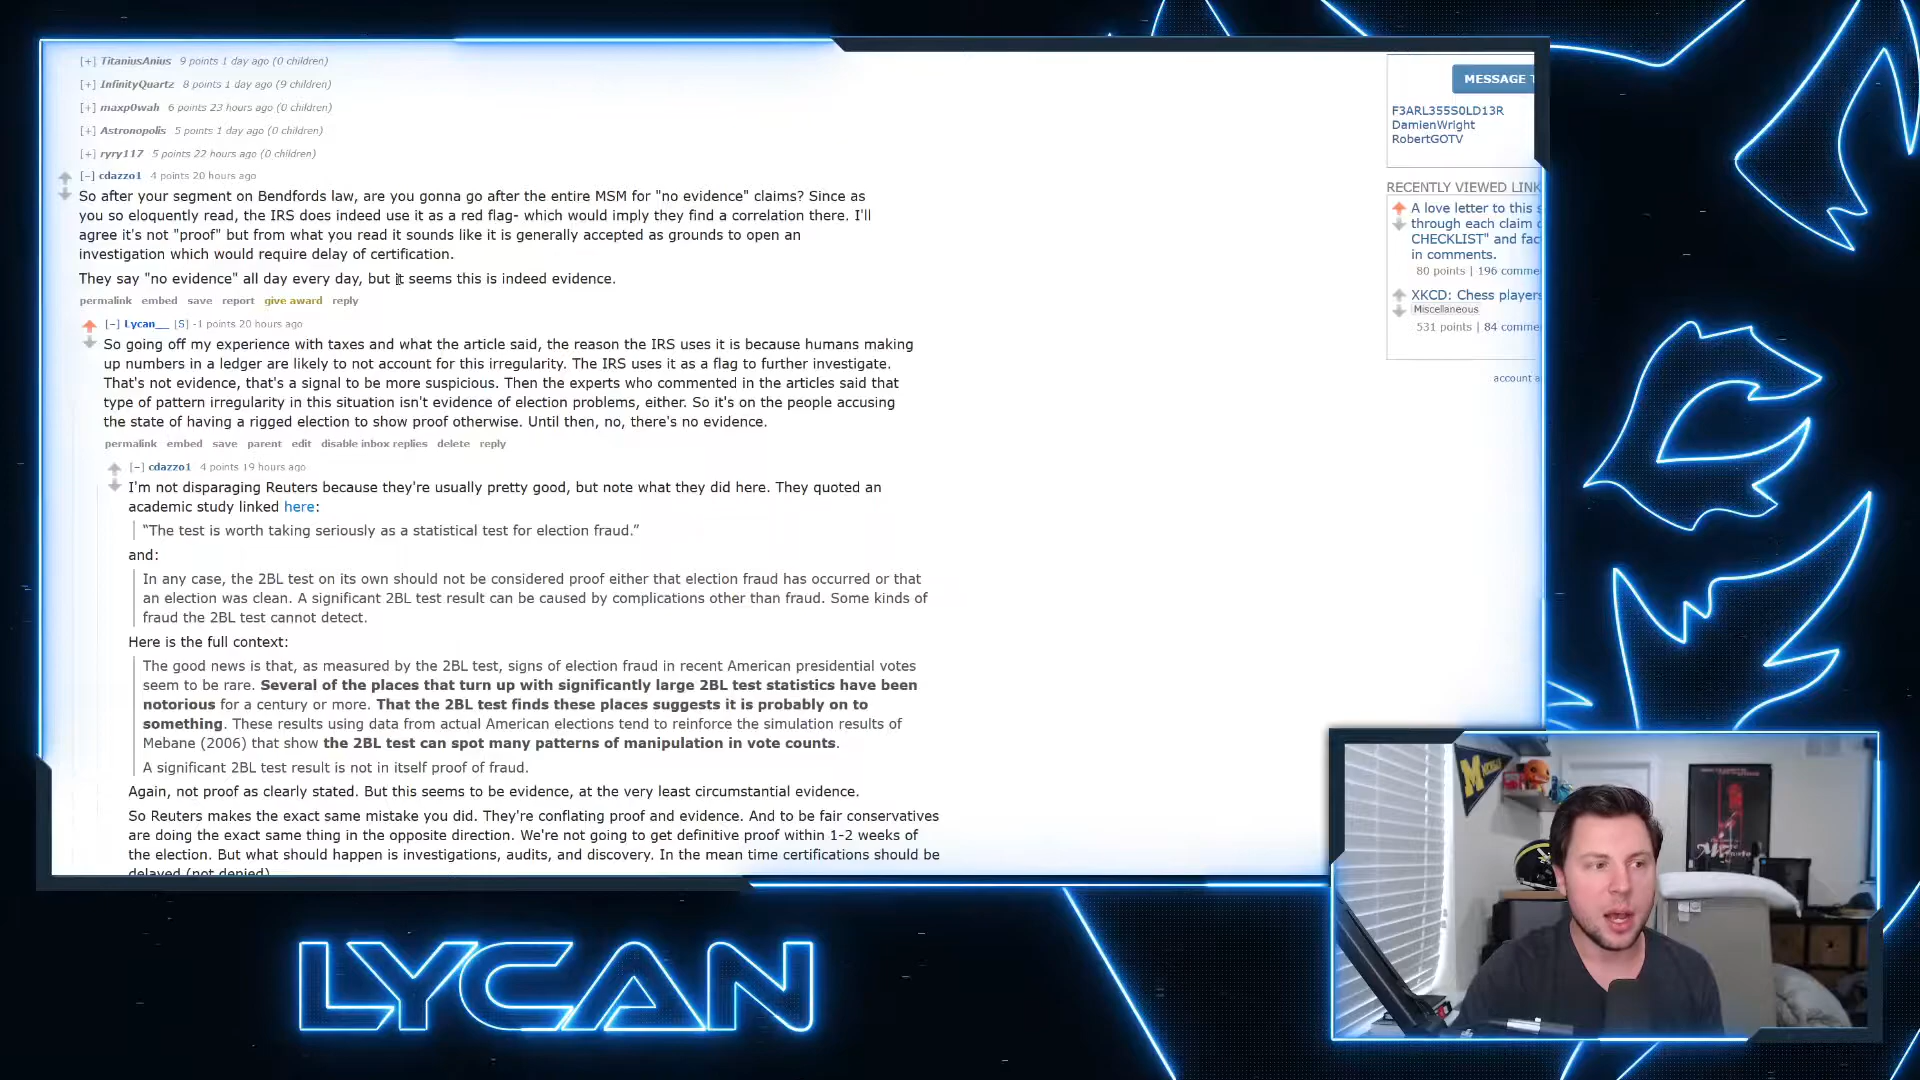 [+] TitaniusAnius 9 points 1 day ago (0 children)
[+] InfinityQuartz 8 points 1 day ago (9 children)
[+] maxp0wah 6 points 23 hours ago (0 children)
[+] Astronopolis 5 points 1 day ago (0 children)
[+] ryry117 5 points 22 hours ago (0 children)
[–] cdazzo1 4 points 20 hours ago
So after your segment on Bendfords law, are you gonna go after the entire MSM for "no evidence" claims? Since as
you so eloquently read, the IRS does indeed use it as a red flag- which would imply they find a correlation there. I'll
agree it's not "proof" but from what you read it sounds like it is generally accepted as grounds to open an
investigation which would require delay of certification.
They say "no evidence" all day every day, but it seems this is indeed evidence.
permalink embed save report give award reply
[–] Lycan__ [S] -1 points 20 hours ago
So going off my experience with taxes and what the article said, the reason the IRS uses it is because humans making
up numbers in a ledger are likely to not account for this irregularity. The IRS uses it as a flag to further investigate.
That's not evidence, that's a signal to be more suspicious. Then the experts who commented in the articles said that
type of pattern irregularity in this situation isn't evidence of election problems, either. So it's on the people accusing
the state of having a rigged election to show proof otherwise. Until then, no, there's no evidence.
permalink embed save parent edit disable inbox replies delete reply
[–] cdazzo1 4 points 19 hours ago
I'm not disparaging Reuters because they're usually pretty good, but note what they did here. They quoted an
academic study linked here:
“The test is worth taking seriously as a statistical test for election fraud.”
and:
In any case, the 2BL test on its own should not be considered proof either that election fraud has occurred or that
an election was clean. A significant 2BL test result can be caused by complications other than fraud. Some kinds of
fraud the 2BL test cannot detect.
Here is the full context:
The good news is that, as measured by the 2BL test, signs of election fraud in recent American presidential votes
seem to be rare. Several of the places that turn up with significantly large 2BL test statistics have been
notorious for a century or more. That the 2BL test finds these places suggests it is probably on to
something. These results using data from actual American elections tend to reinforce the simulation results of
Mebane (2006) that show the 2BL test can spot many patterns of manipulation in vote counts.
A significant 2BL test result is not in itself proof of fraud.
Again, not proof as clearly stated. But this seems to be evidence, at the very least circumstantial evidence.
So Reuters makes the exact same mistake you did. They're conflating proof and evidence. And to be fair conservatives
are doing the exact same thing in the opposite direction. We're not going to get definitive proof within 1-2 weeks of
the election. But what should happen is investigations, audits, and discovery. In the mean time certifications should be
delayed (not denied)
MESSAGE T
F3ARL355S0LD13R
DamienWright
RobertGOTV
RECENTLY VIEWED LINK
A love letter to this s
through each claim o
CHECKLIST" and fac
in comments.
80 points | 196 comme
XKCD: Chess players
Miscellaneous
531 points | 84 comme
account a
LYCAN